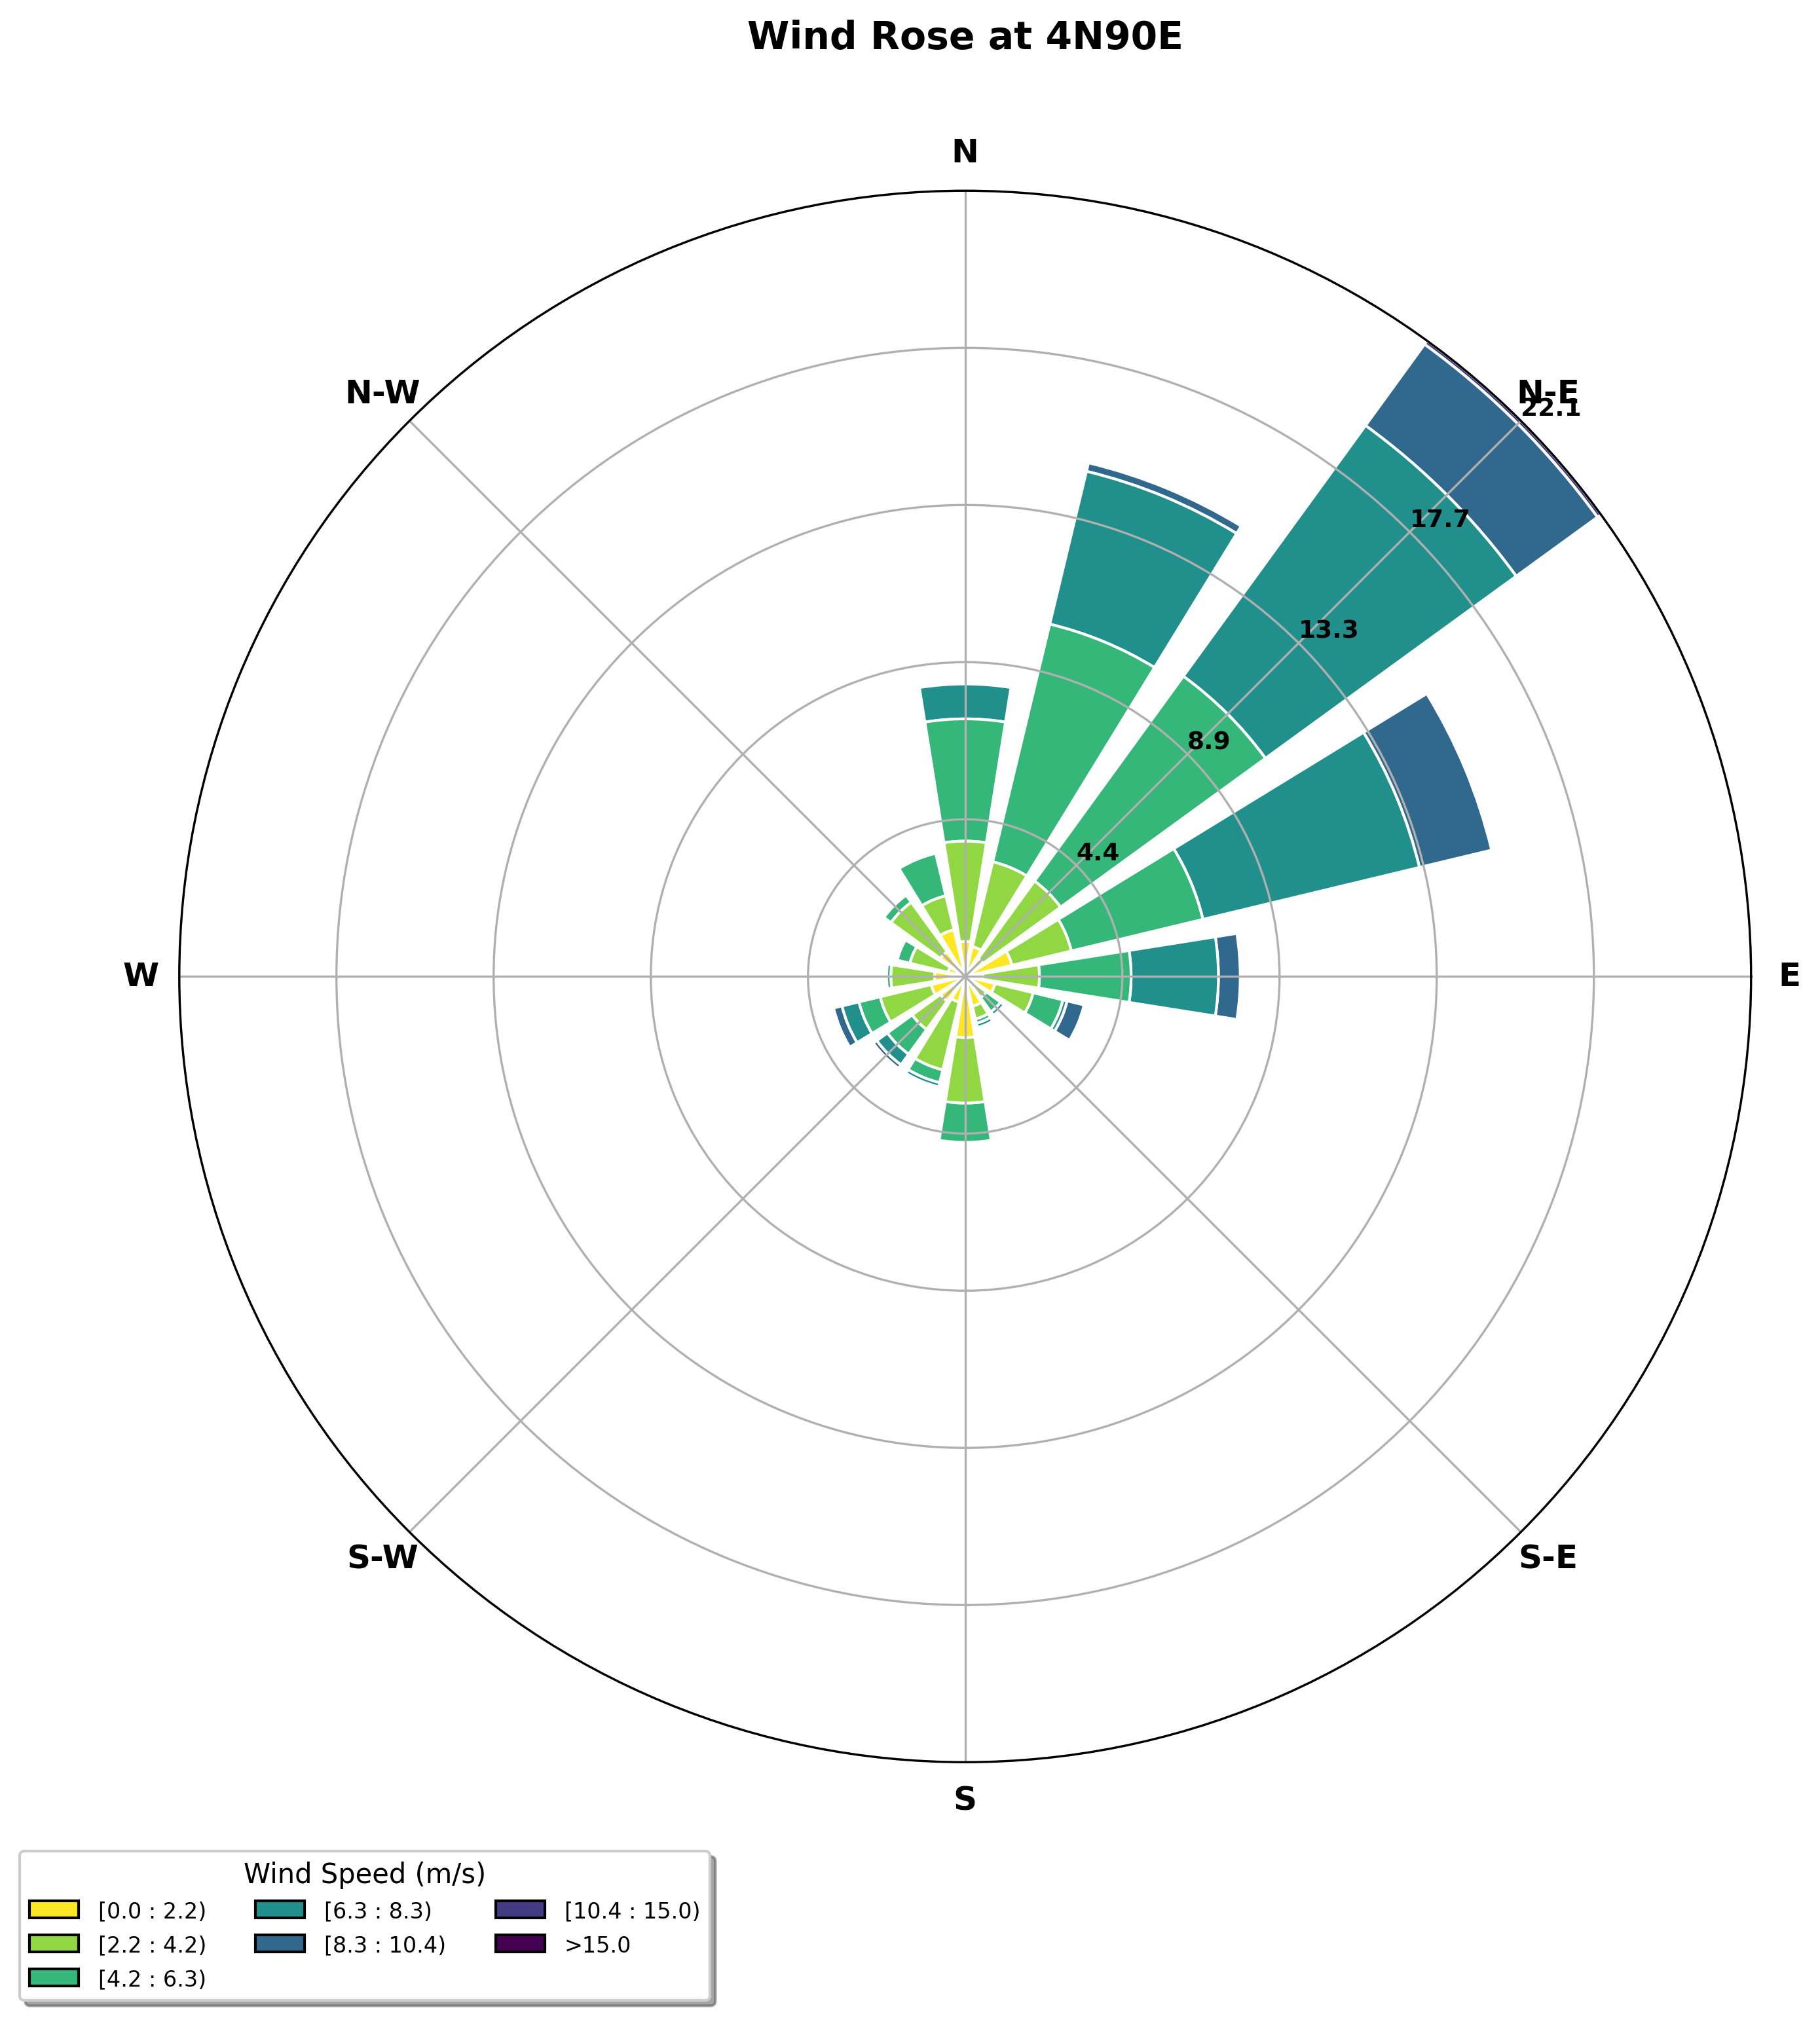 Wind Rose at 4N90E
N
N-W
N-E
22.1
17.7
13.3
8.9
4.4
W
E
S-W
S-E
S
Wind Speed (m/s)
[0.0 : 2.2)
[2.2 : 4.2)
[4.2 : 6.3)
[6.3 : 8.3)
[8.3 : 10.4)
[10.4 : 15.0)
>15.0